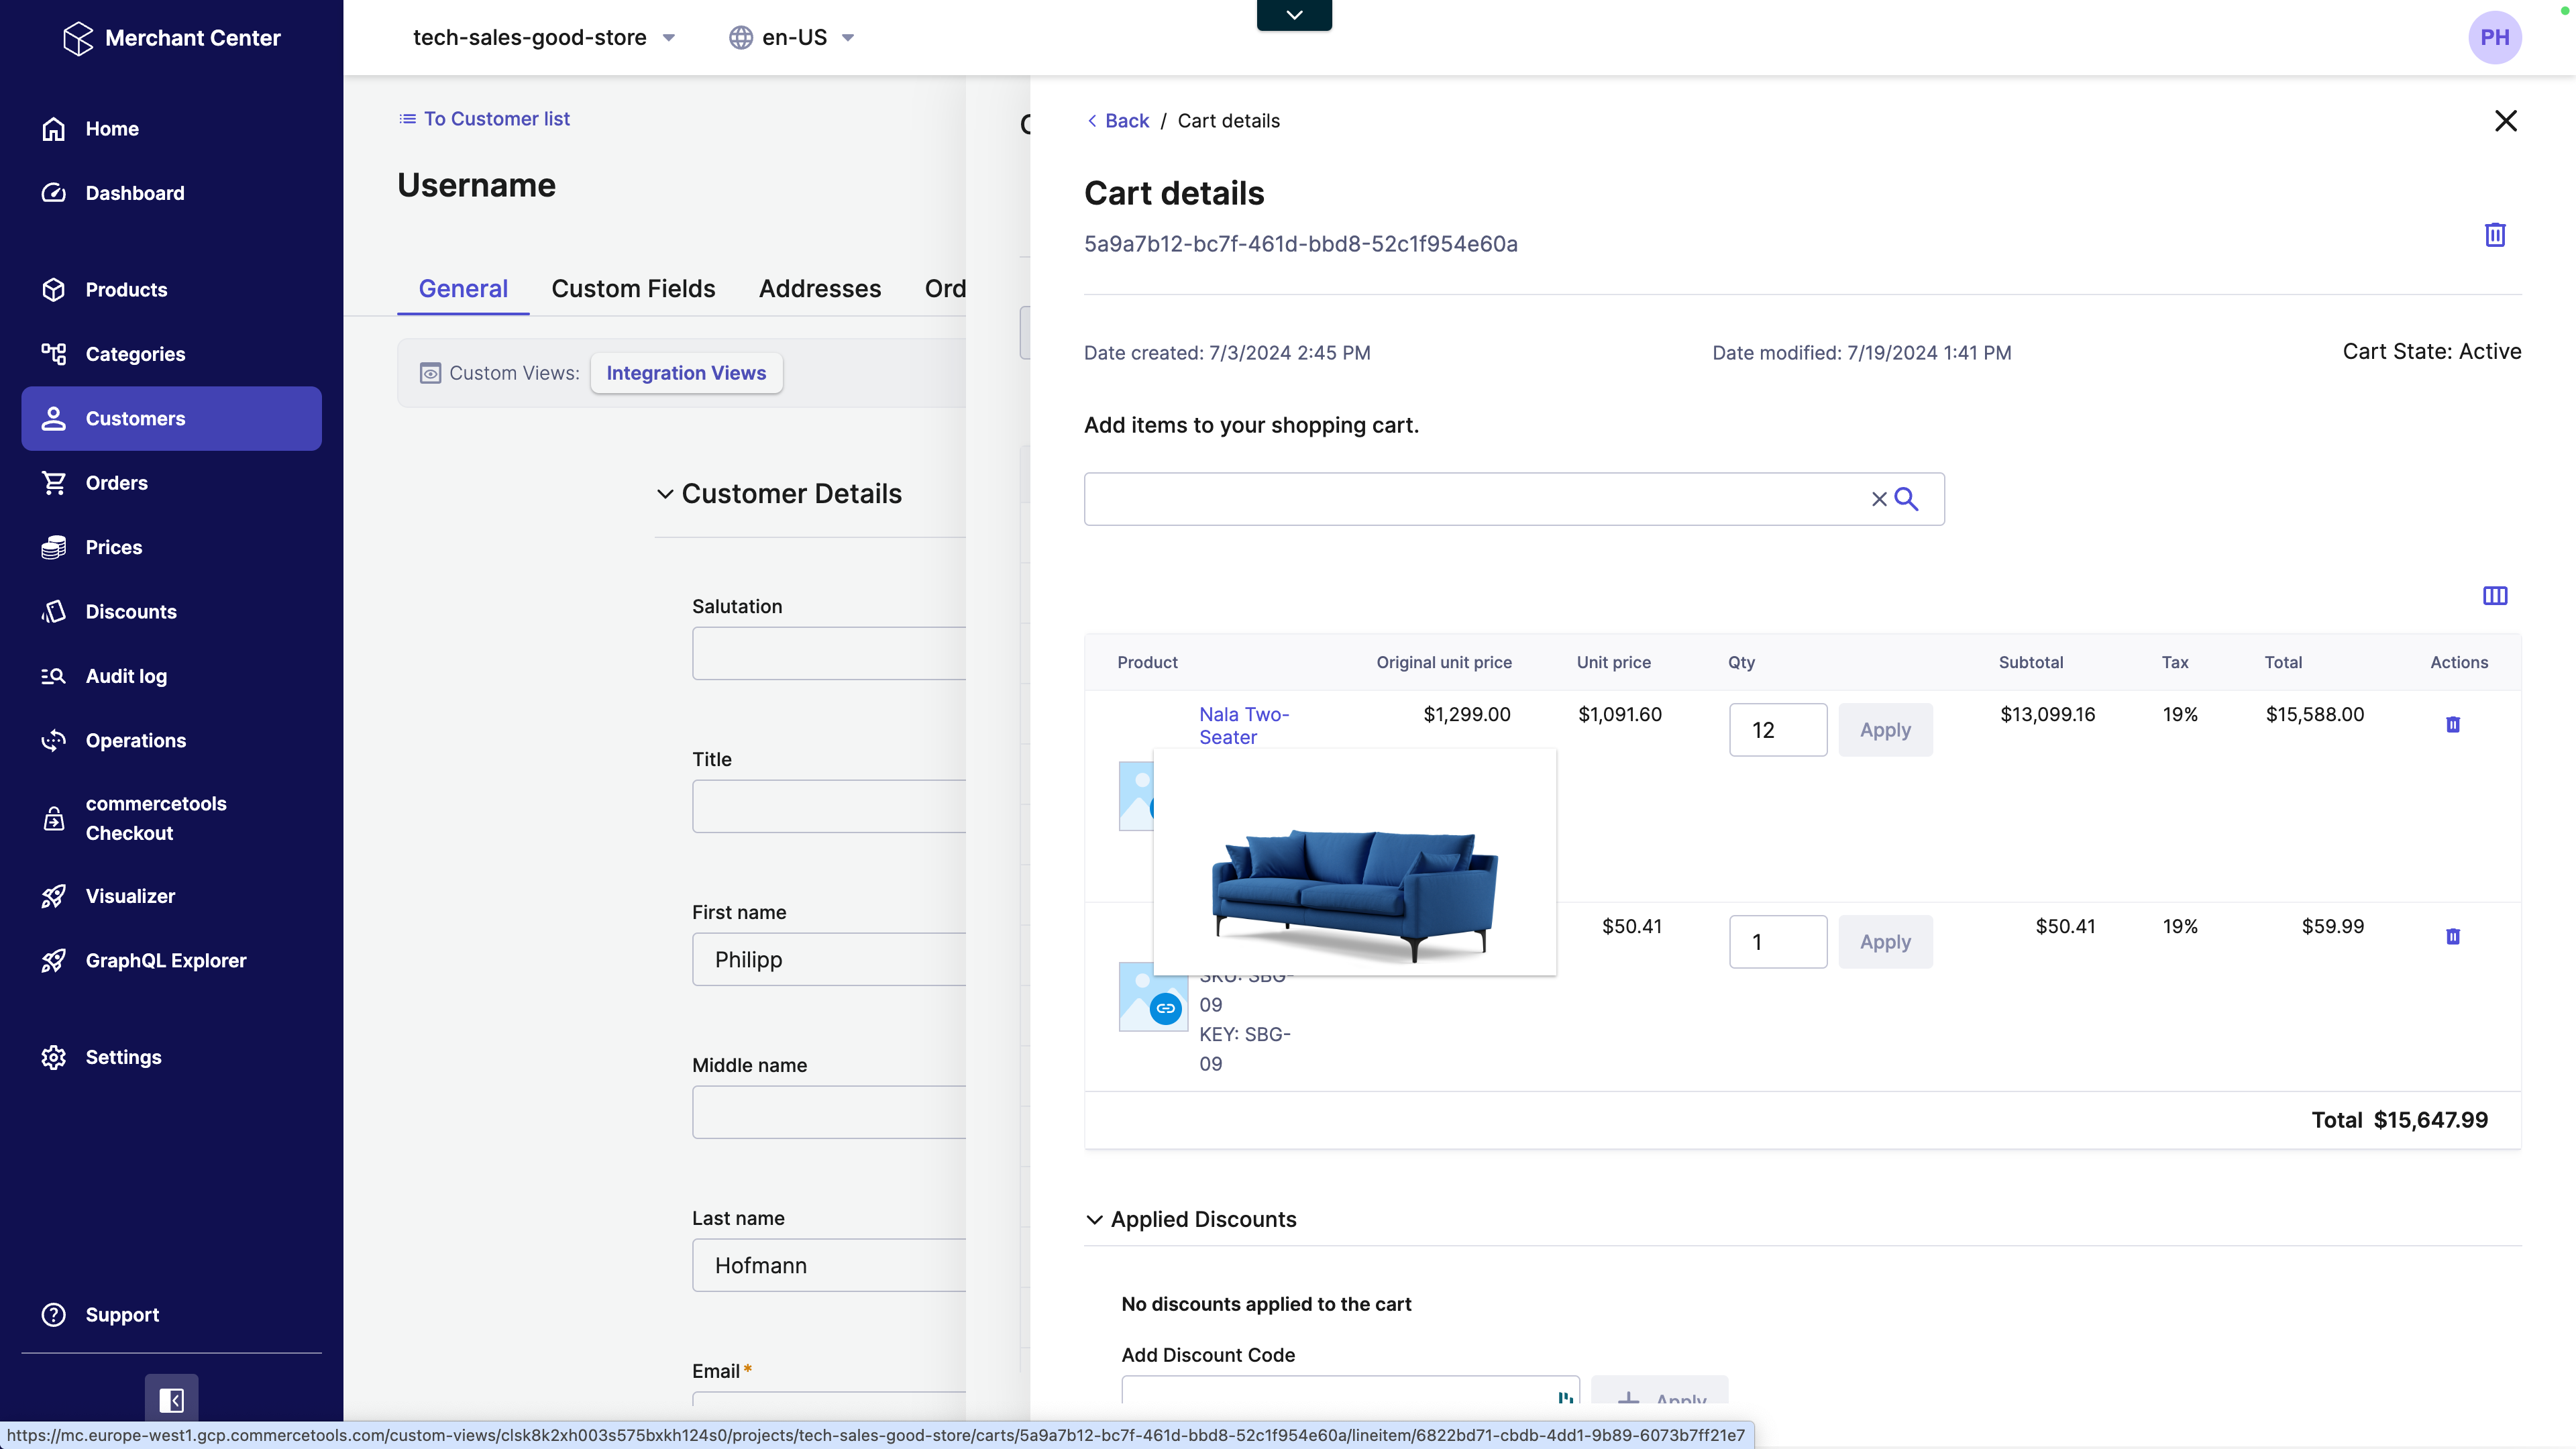 Merchant Center
Home
Dashboard
Products
Categories
Customers
Orders
Prices
Discounts
Audit log
Operations
commercetools
Checkout
Visualizer
GraphQL Explorer
Settings
Support
tech-sales-good-store
en-US
PH
To Customer list
Username
General Custom Fields Addresses Ord
Custom Views: Integration Views
Customer Details
Salutation
Title
First name
Philipp
Middle name
Last name
Hofmann
Email*
Back / Cart details
Cart details
5a9a7b12-bc7f-461d-bbd8-52c1f954e60a
Date created: 7/3/2024 2:45 PM Date modified: 7/19/2024 1:41 PM Cart State: Active
Add items to your shopping cart.
Product Original unit price Unit price Qty Subtotal Tax Total Actions
Nala Two-
Seater
$1,299.00 $1,091.60 12 Apply $13,099.16 19% $15,588.00
$50.41 1 Apply $50.41 19% $59.99
SKU: SBG-
09
KEY: SBG-
09
Total $15,647.99
Applied Discounts
No discounts applied to the cart
Add Discount Code
Apply
https://mc.europe-west1.gcp.commercetools.com/custom-views/clsk8k2xh003s575bxkh124s0/projects/tech-sales-good-store/carts/5a9a7b12-bc7f-461d-bbd8-52c1f954e60a/lineitem/6822bd71-cbdb-4dd1-9b89-6073b7ff21e7